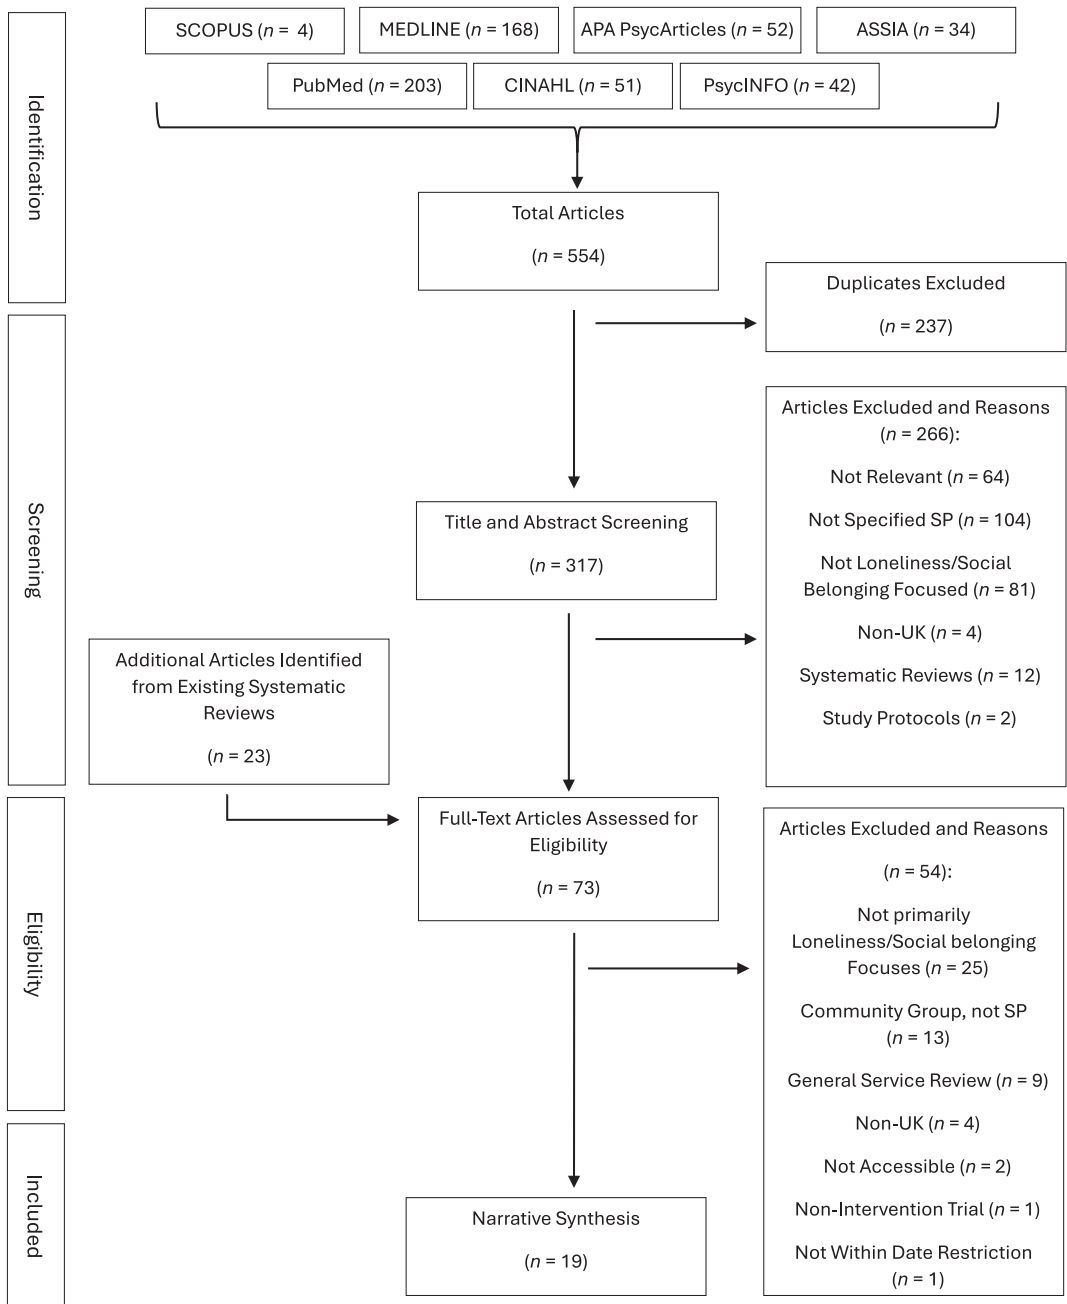 SCOPUS (n = 4)
MEDLINE (n = 168)
APA PsycArticles (n = 52)
ASSIA (n = 34)
PubMed (n = 203)
CINAHL (n = 51)
PsycINFO (n = 42)
Identification
Total Articles
(n = 554)
Duplicates Excluded
(n = 237)
Screening
Title and Abstract Screening
(n = 317)
Articles Excluded and Reasons
(n = 266):
Not Relevant (n = 64)
Not Specified SP (n = 104)
Not Loneliness/Social
Belonging Focused (n = 81)
Non-UK (n = 4)
Systematic Reviews (n = 12)
Study Protocols (n = 2)
Additional Articles Identified
from Existing Systematic
Reviews
(n = 23)
Eligibility
Full-Text Articles Assessed for
Eligibility
(n = 73)
Articles Excluded and Reasons
(n = 54):
Not primarily
Loneliness/Social belonging
Focuses (n = 25)
Community Group, not SP
(n = 13)
General Service Review (n = 9)
Non-UK (n = 4)
Not Accessible (n = 2)
Non-Intervention Trial (n = 1)
Not Within Date Restriction
(n = 1)
Included
Narrative Synthesis
(n = 19)